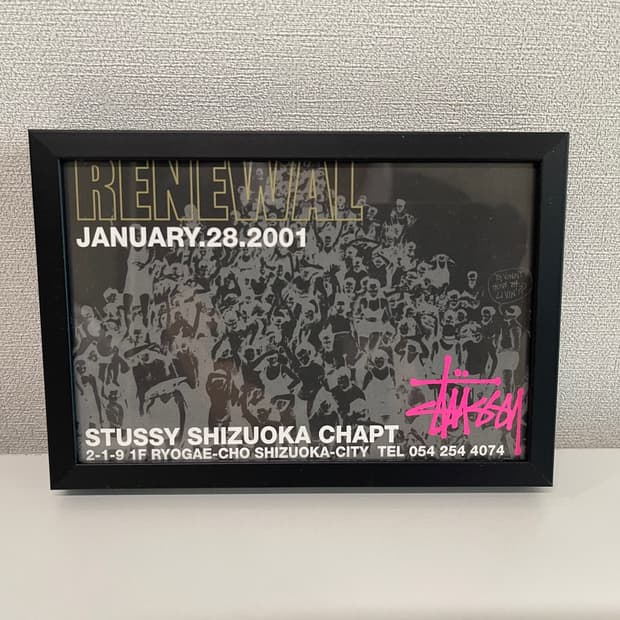 RENEWAL
JANUARY.28.2001
LIVIN'
Stüssy
STUSSY SHIZUOKA CHAPT
2-1-9 1F RYOGAE-CHO SHIZUOKA-CITY TEL 054 254 4074